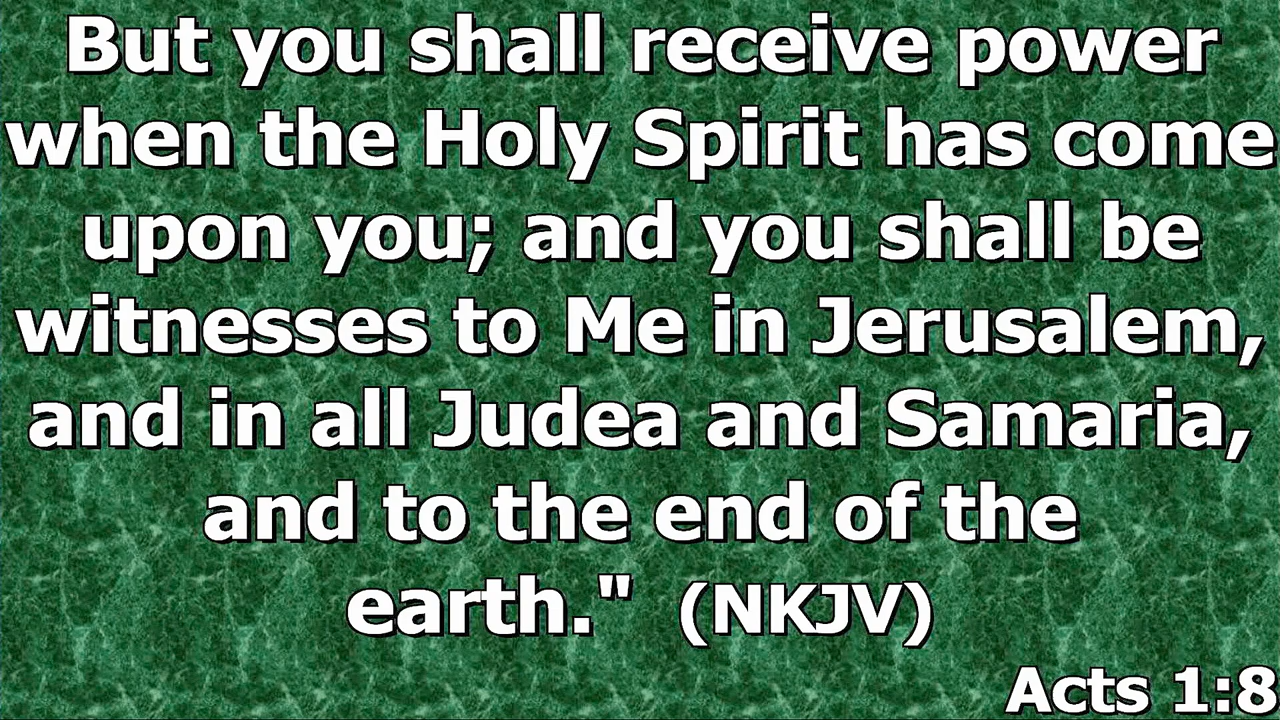 But you shall receive power
when the Holy Spirit has come
upon you; and you shall be
witnesses to Me in Jerusalem,
and in all Judea and Samaria,
and to the end of the
earth." (NKJV)
Acts 1:8